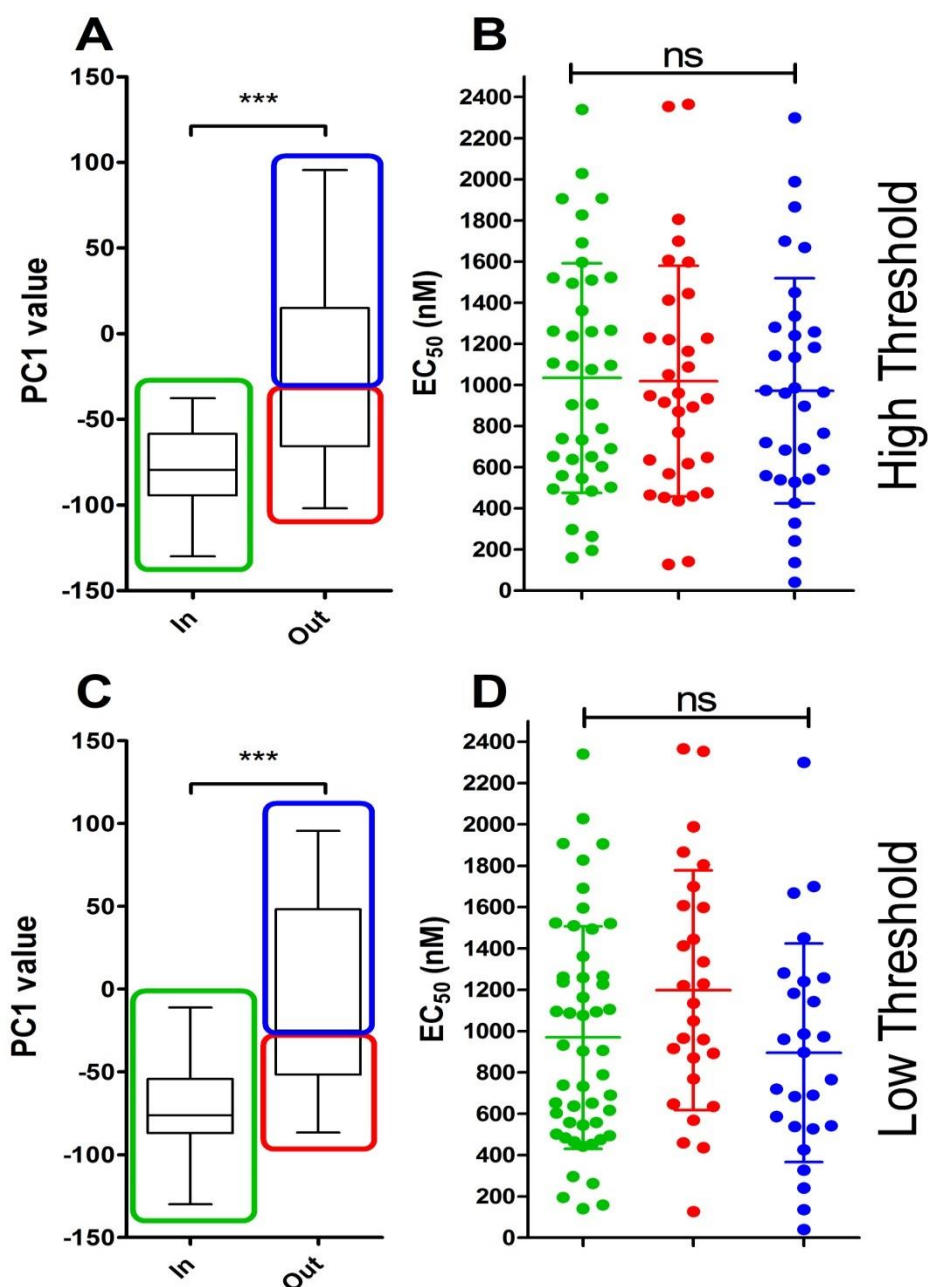 A
B
***
ns
PC1 value
150
100
50
0
-50
-100
-150
In
Out
EC50 (nM)
2400
2200
2000
1800
1600
1400
1200
1000
800
600
400
200
0
High Threshold
C
D
***
ns
PC1 value
150
100
50
0
-50
-100
-150
In
Out
EC50 (nM)
2400
2200
2000
1800
1600
1400
1200
1000
800
600
400
200
0
Low Threshold